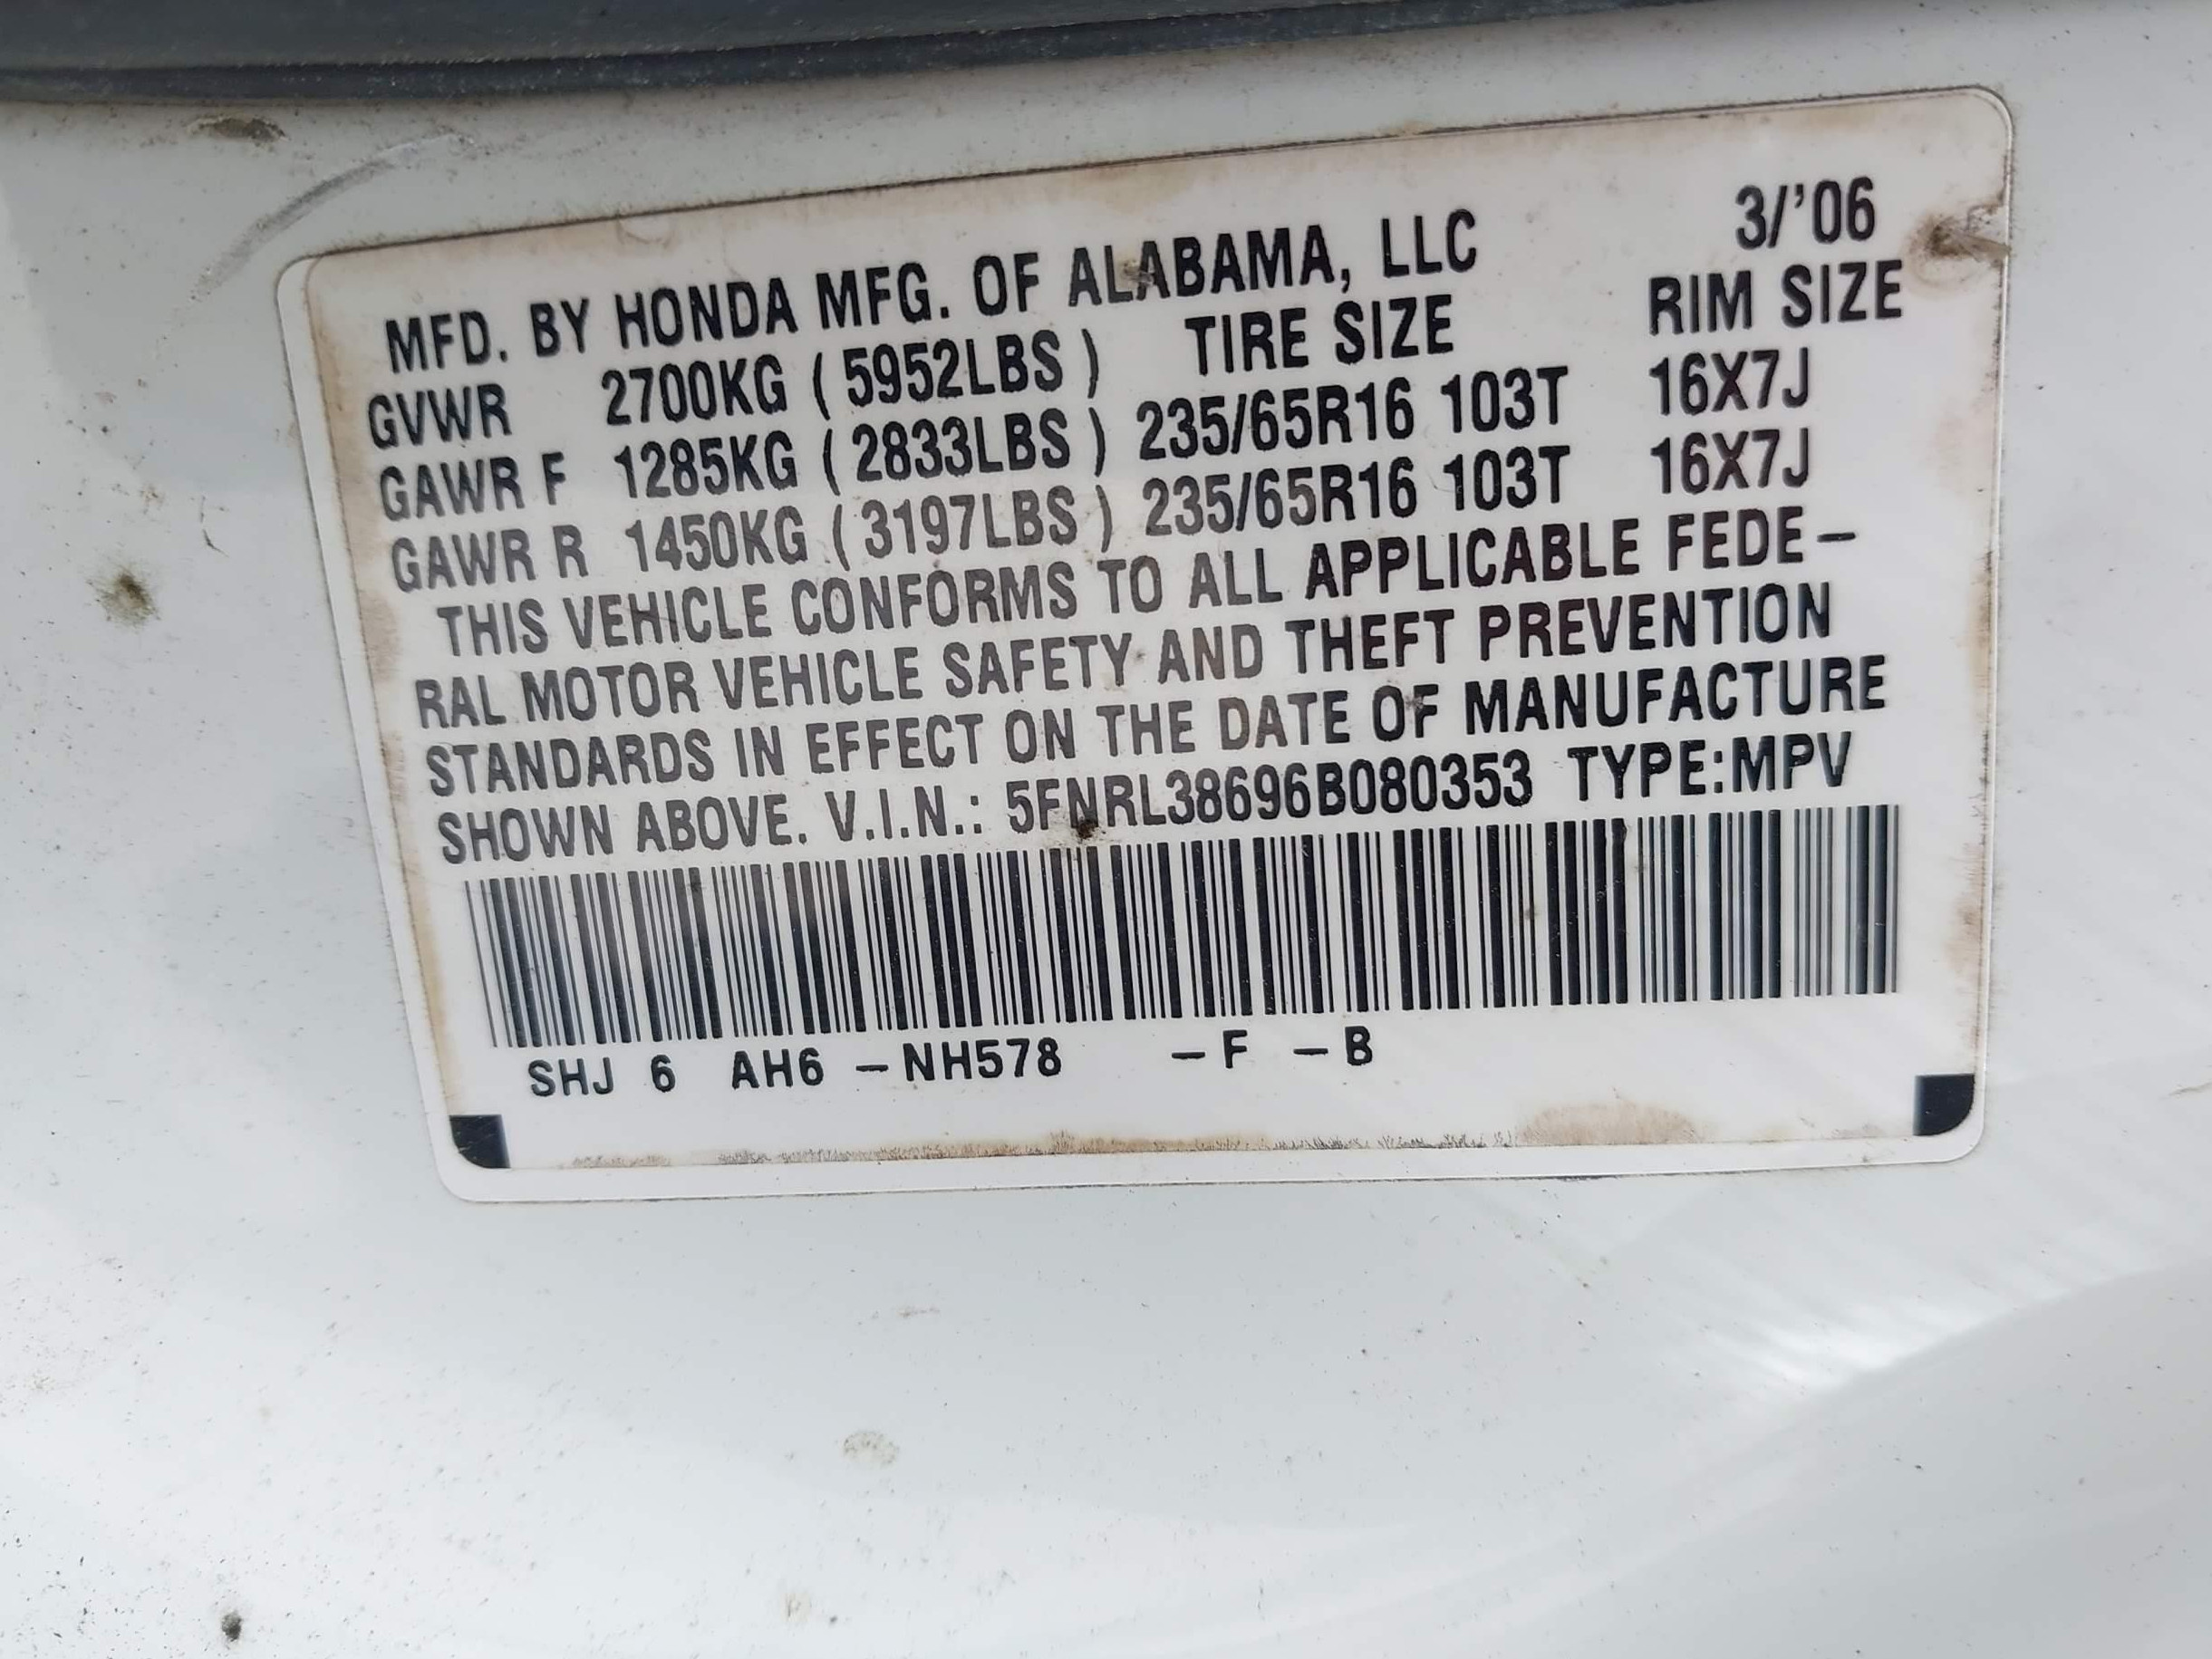 MFD. BY HONDA MFG. OF ALABAMA, LLC 3/'06
GVWR 2700KG ( 5952LBS ) TIRE SIZE RIM SIZE
GAWR F 1285KG ( 2833LBS ) 235/65R16 103T 16X7J
GAWR R 1450KG ( 3197LBS ) 235/65R16 103T 16X7J
THIS VEHICLE CONFORMS TO ALL APPLICABLE FEDE-
RAL MOTOR VEHICLE SAFETY AND THEFT PREVENTION
STANDARDS IN EFFECT ON THE DATE OF MANUFACTURE
SHOWN ABOVE. V.I.N.: 5FNRL38696B080353 TYPE:MPV
SHJ 6 AH6 -NH578 -F -B